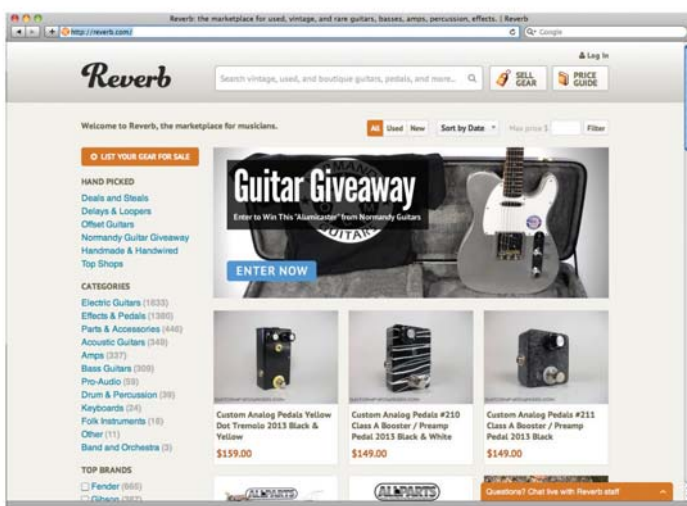 Reverb: the marketplace for used, vintage, and rare guitars, basses, amps, percussion, effects. | Reverb
http://reverb.com/
Google
Log In
Reverb
Search vintage, used, and boutique guitars, pedals, and more..
SELL
GEAR
PRICE
GUIDE
Welcome to Reverb, the marketplace for musicians.
All Used New
Sort by Date
Max price $
Filter
LIST YOUR GEAR FOR SALE
HAND PICKED
Deals and Steals
Delays & Loopers
Offset Guitars
Normandy Guitar Giveaway
Handmade & Handwired
Top Shops
CATEGORIES
Electric Guitars (1833)
Effects & Pedals (1386)
Parts & Accessories (446)
Acoustic Guitars (349)
Amps (337)
Bass Guitars (309)
Pro-Audio (59)
Drum & Percussion (39)
Keyboards (24)
Folk Instruments (16)
Other (11)
Band and Orchestra (3)
TOP BRANDS
Fender (665)
Gibson (387)
Guitar Giveaway
Enter to Win This "Alumicaster" from Normandy Guitars
ENTER NOW
Custom Analog Pedals Yellow
Dot Tremolo 2013 Black &
Yellow
$159.00
Custom Analog Pedals #210
Class A Booster / Preamp
Pedal 2013 Black & White
$149.00
Custom Analog Pedals #211
Class A Booster / Preamp
Pedal 2013 Black
$149.00
ALLPARTS
ALLPARTS
Questions? Chat live with Reverb staff